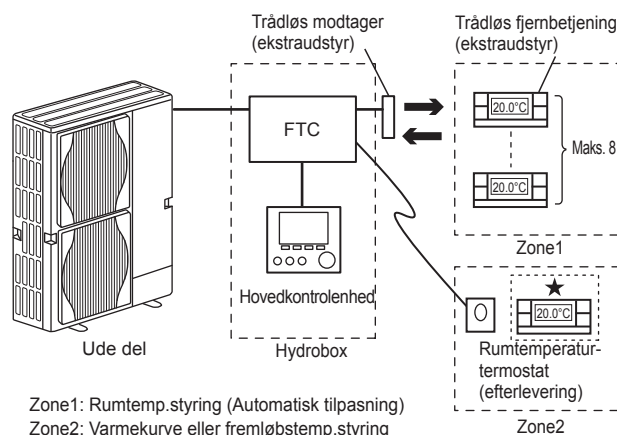 Trådløs modtager
(ekstraudstyr)
Trådløs fjernbetjening
(ekstraudstyr)
FTC
20.0°C
Maks. 8
20.0°C
Zone1
Hovedkontrolenhed
20.0°C
Ude del
Hydrobox
Rumtemperatur-
termostat
(efterlevering)
Zone2
Zone1: Rumtemp.styring (Automatisk tilpasning)
Zone2: Varmekurve eller fremløbstemp.styring